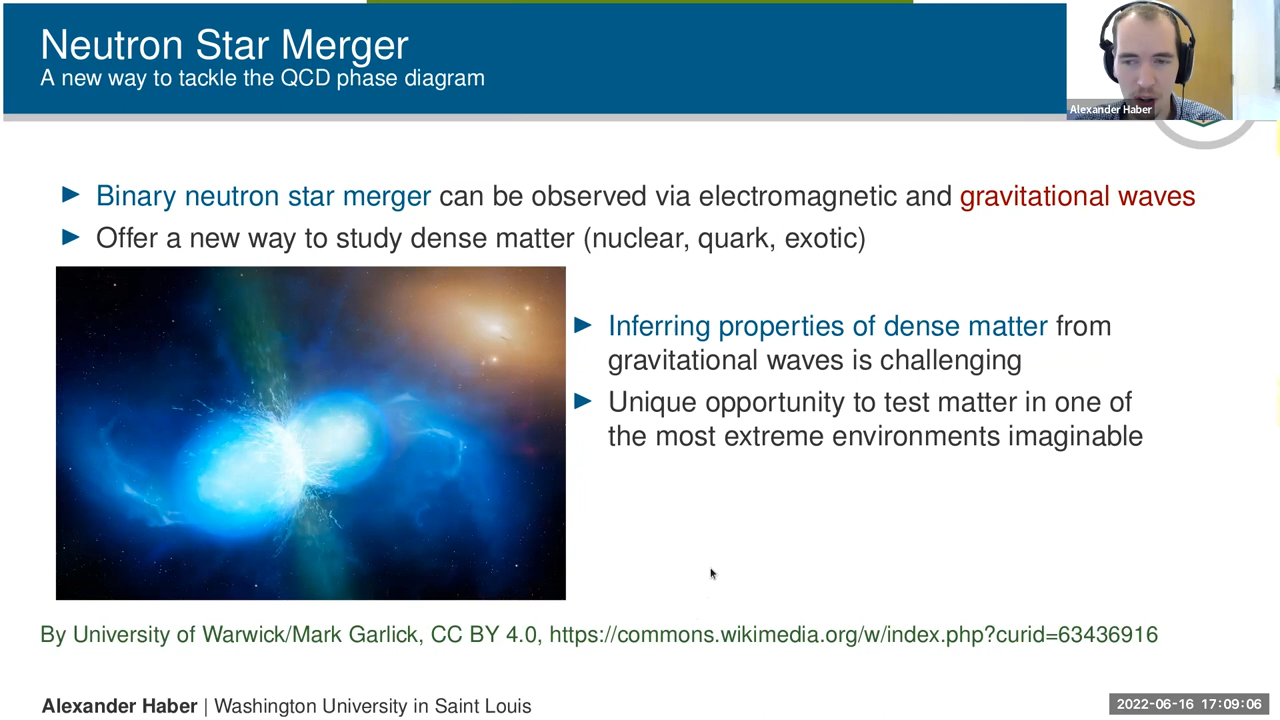 Neutron Star Merger
A new way to tackle the QCD phase diagram
Alexander Haber
► Binary neutron star merger can be observed via electromagnetic and gravitational waves
► Offer a new way to study dense matter (nuclear, quark, exotic)
► Inferring properties of dense matter from
gravitational waves is challenging
► Unique opportunity to test matter in one of
the most extreme environments imaginable
By University of Warwick/Mark Garlick, CC BY 4.0, https://commons.wikimedia.org/w/index.php?curid=63436916
Alexander Haber | Washington University in Saint Louis
2022-06-16 17:09:06